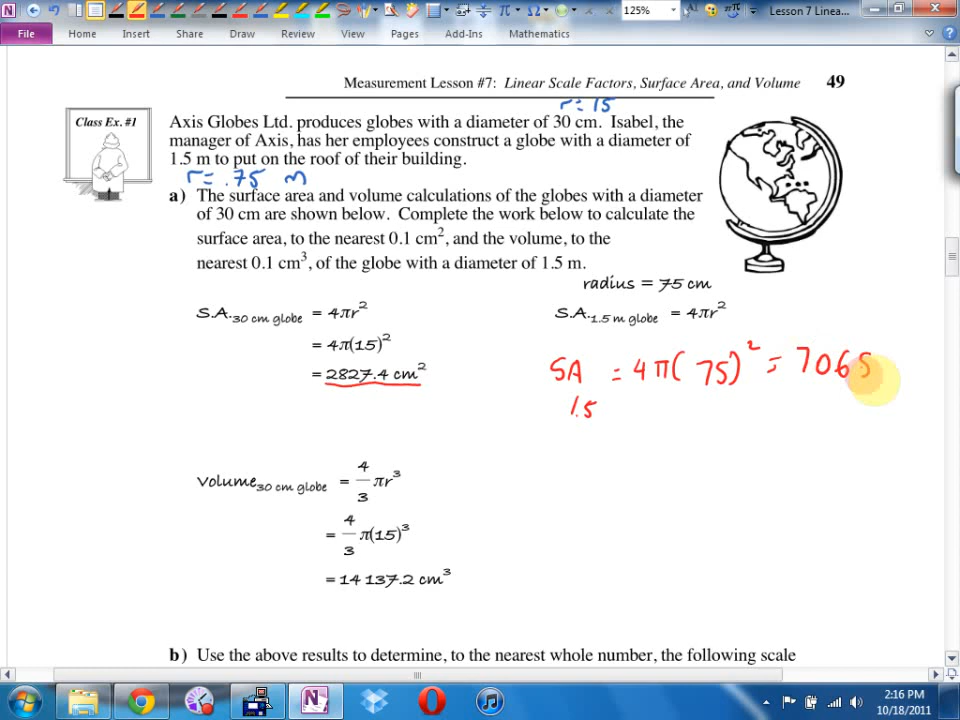 125%
Lesson 7 Linea...
File Home Insert Share Draw Review View Pages Add-Ins Mathematics
Measurement Lesson #7: Linear Scale Factors, Surface Area, and Volume 49
Class Ex. #1
r = 15
Axis Globes Ltd. produces globes with a diameter of 30 cm. Isabel, the
manager of Axis, has her employees construct a globe with a diameter of
1.5 m to put on the roof of their building.
r = .75 m
a) The surface area and volume calculations of the globes with a diameter
of 30 cm are shown below. Complete the work below to calculate the
surface area, to the nearest 0.1 cm², and the volume, to the
nearest 0.1 cm³, of the globe with a diameter of 1.5 m.
radius = 75 cm
S.A.30 cm globe = 4πr²
= 4π(15)²
= 2827.4 cm²
S.A.1.5 m globe = 4πr²
SA 1.5 = 4π(75)² = 7065
Volume30 cm globe = 4/3 πr³
= 4/3 π(15)³
= 14 137.2 cm³
b) Use the above results to determine, to the nearest whole number, the following scale
2:16 PM
10/18/2011